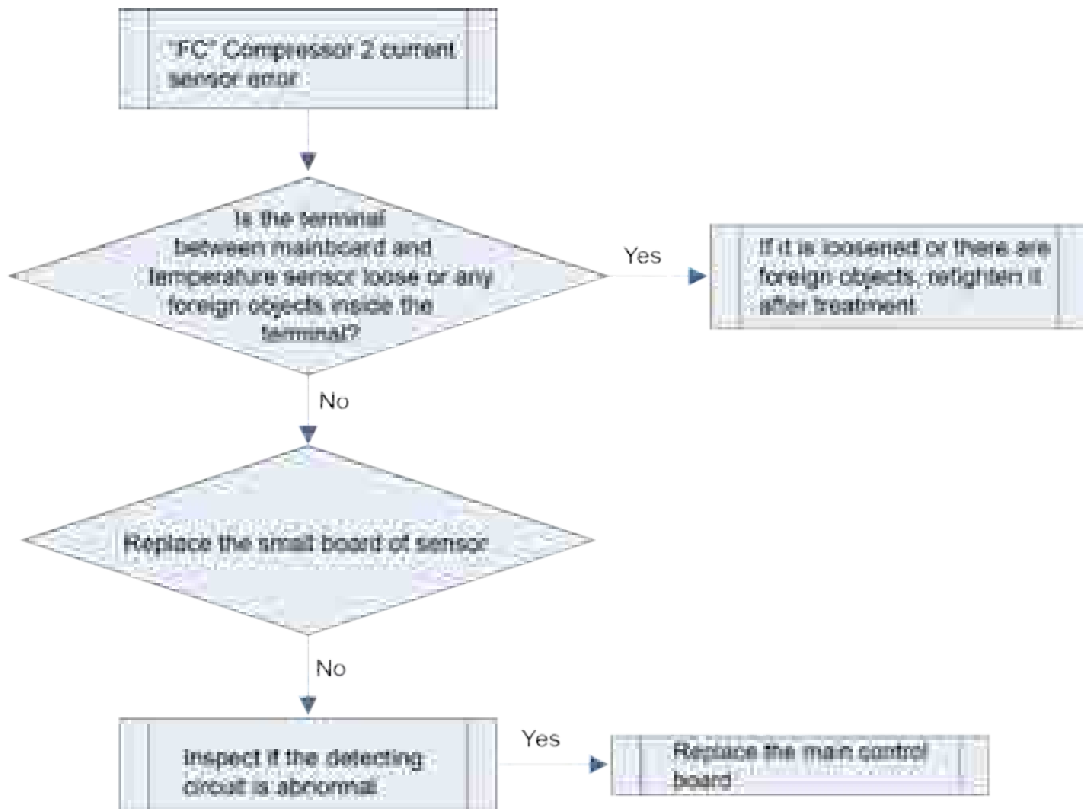 "FC" Compressor 2 current
sensor error
Is the terminal
between mainboard and
temperature sensor loose or any
foreign objects inside the
terminal?
Yes
If it is loosened or there are
foreign objects, retighten it
after treatment
No
Replace the small board of sensor
No
Inspect if the detecting
circuit is abnormal
Yes
Replace the main control
board